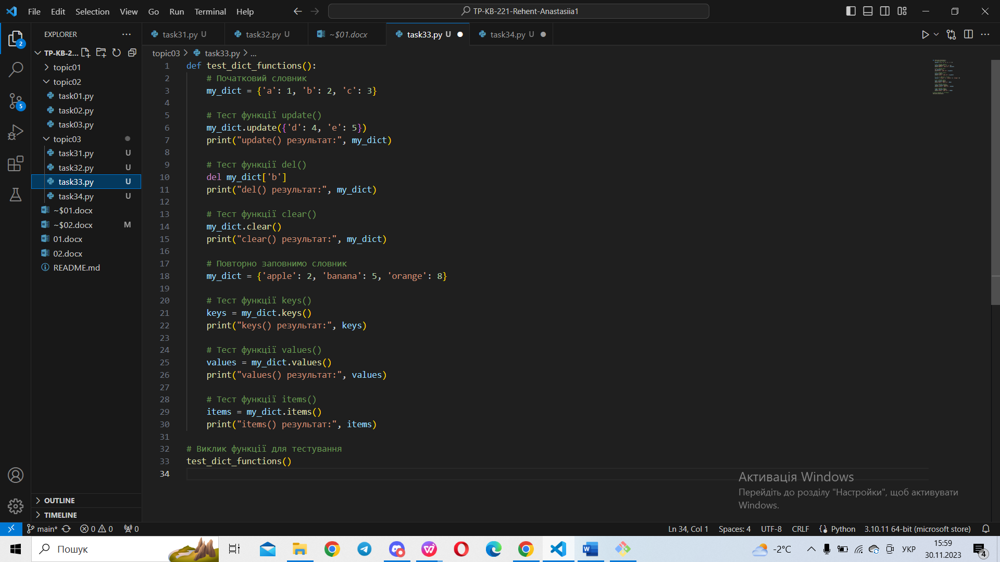 File Edit Selection View Go Run Terminal Help
TP-KB-221-Rehent-Anastasiia1
EXPLORER
TP-KB-2...
topic01
topic02
task01.py
task02.py
task03.py
topic03
task31.py U
task32.py U
task33.py U
task34.py U
~$01.docx
~$02.docx M
01.docx
02.docx
README.md
OUTLINE
TIMELINE
2
5
task31.py U task32.py U ~$01.docx task33.py U task34.py U
topic03 > task33.py > ...
1 def test_dict_functions():
2 # Початковий словник
3 my_dict = {'a': 1, 'b': 2, 'c': 3}
4
5 # Тест функції update()
6 my_dict.update({'d': 4, 'e': 5})
7 print("update() результат:", my_dict)
8
9 # Тест функції del()
10 del my_dict['b']
11 print("del() результат:", my_dict)
12
13 # Тест функції clear()
14 my_dict.clear()
15 print("clear() результат:", my_dict)
16
17 # Повторно заповнимо словник
18 my_dict = {'apple': 2, 'banana': 5, 'orange': 8}
19
20 # Тест функції keys()
21 keys = my_dict.keys()
22 print("keys() результат:", keys)
23
24 # Тест функції values()
25 values = my_dict.values()
26 print("values() результат:", values)
27
28 # Тест функції items()
29 items = my_dict.items()
30 print("items() результат:", items)
31
32 # Виклик функції для тестування
33 test_dict_functions()
34
Активація Windows
Перейдіть до розділу "Настройки", щоб активувати
Windows.
main* 0 0 0 Ln 34, Col 1 Spaces: 4 UTF-8 CRLF Python 3.10.11 64-bit (microsoft store)
Пошук
-2°C УКР
15:59
30.11.2023
4